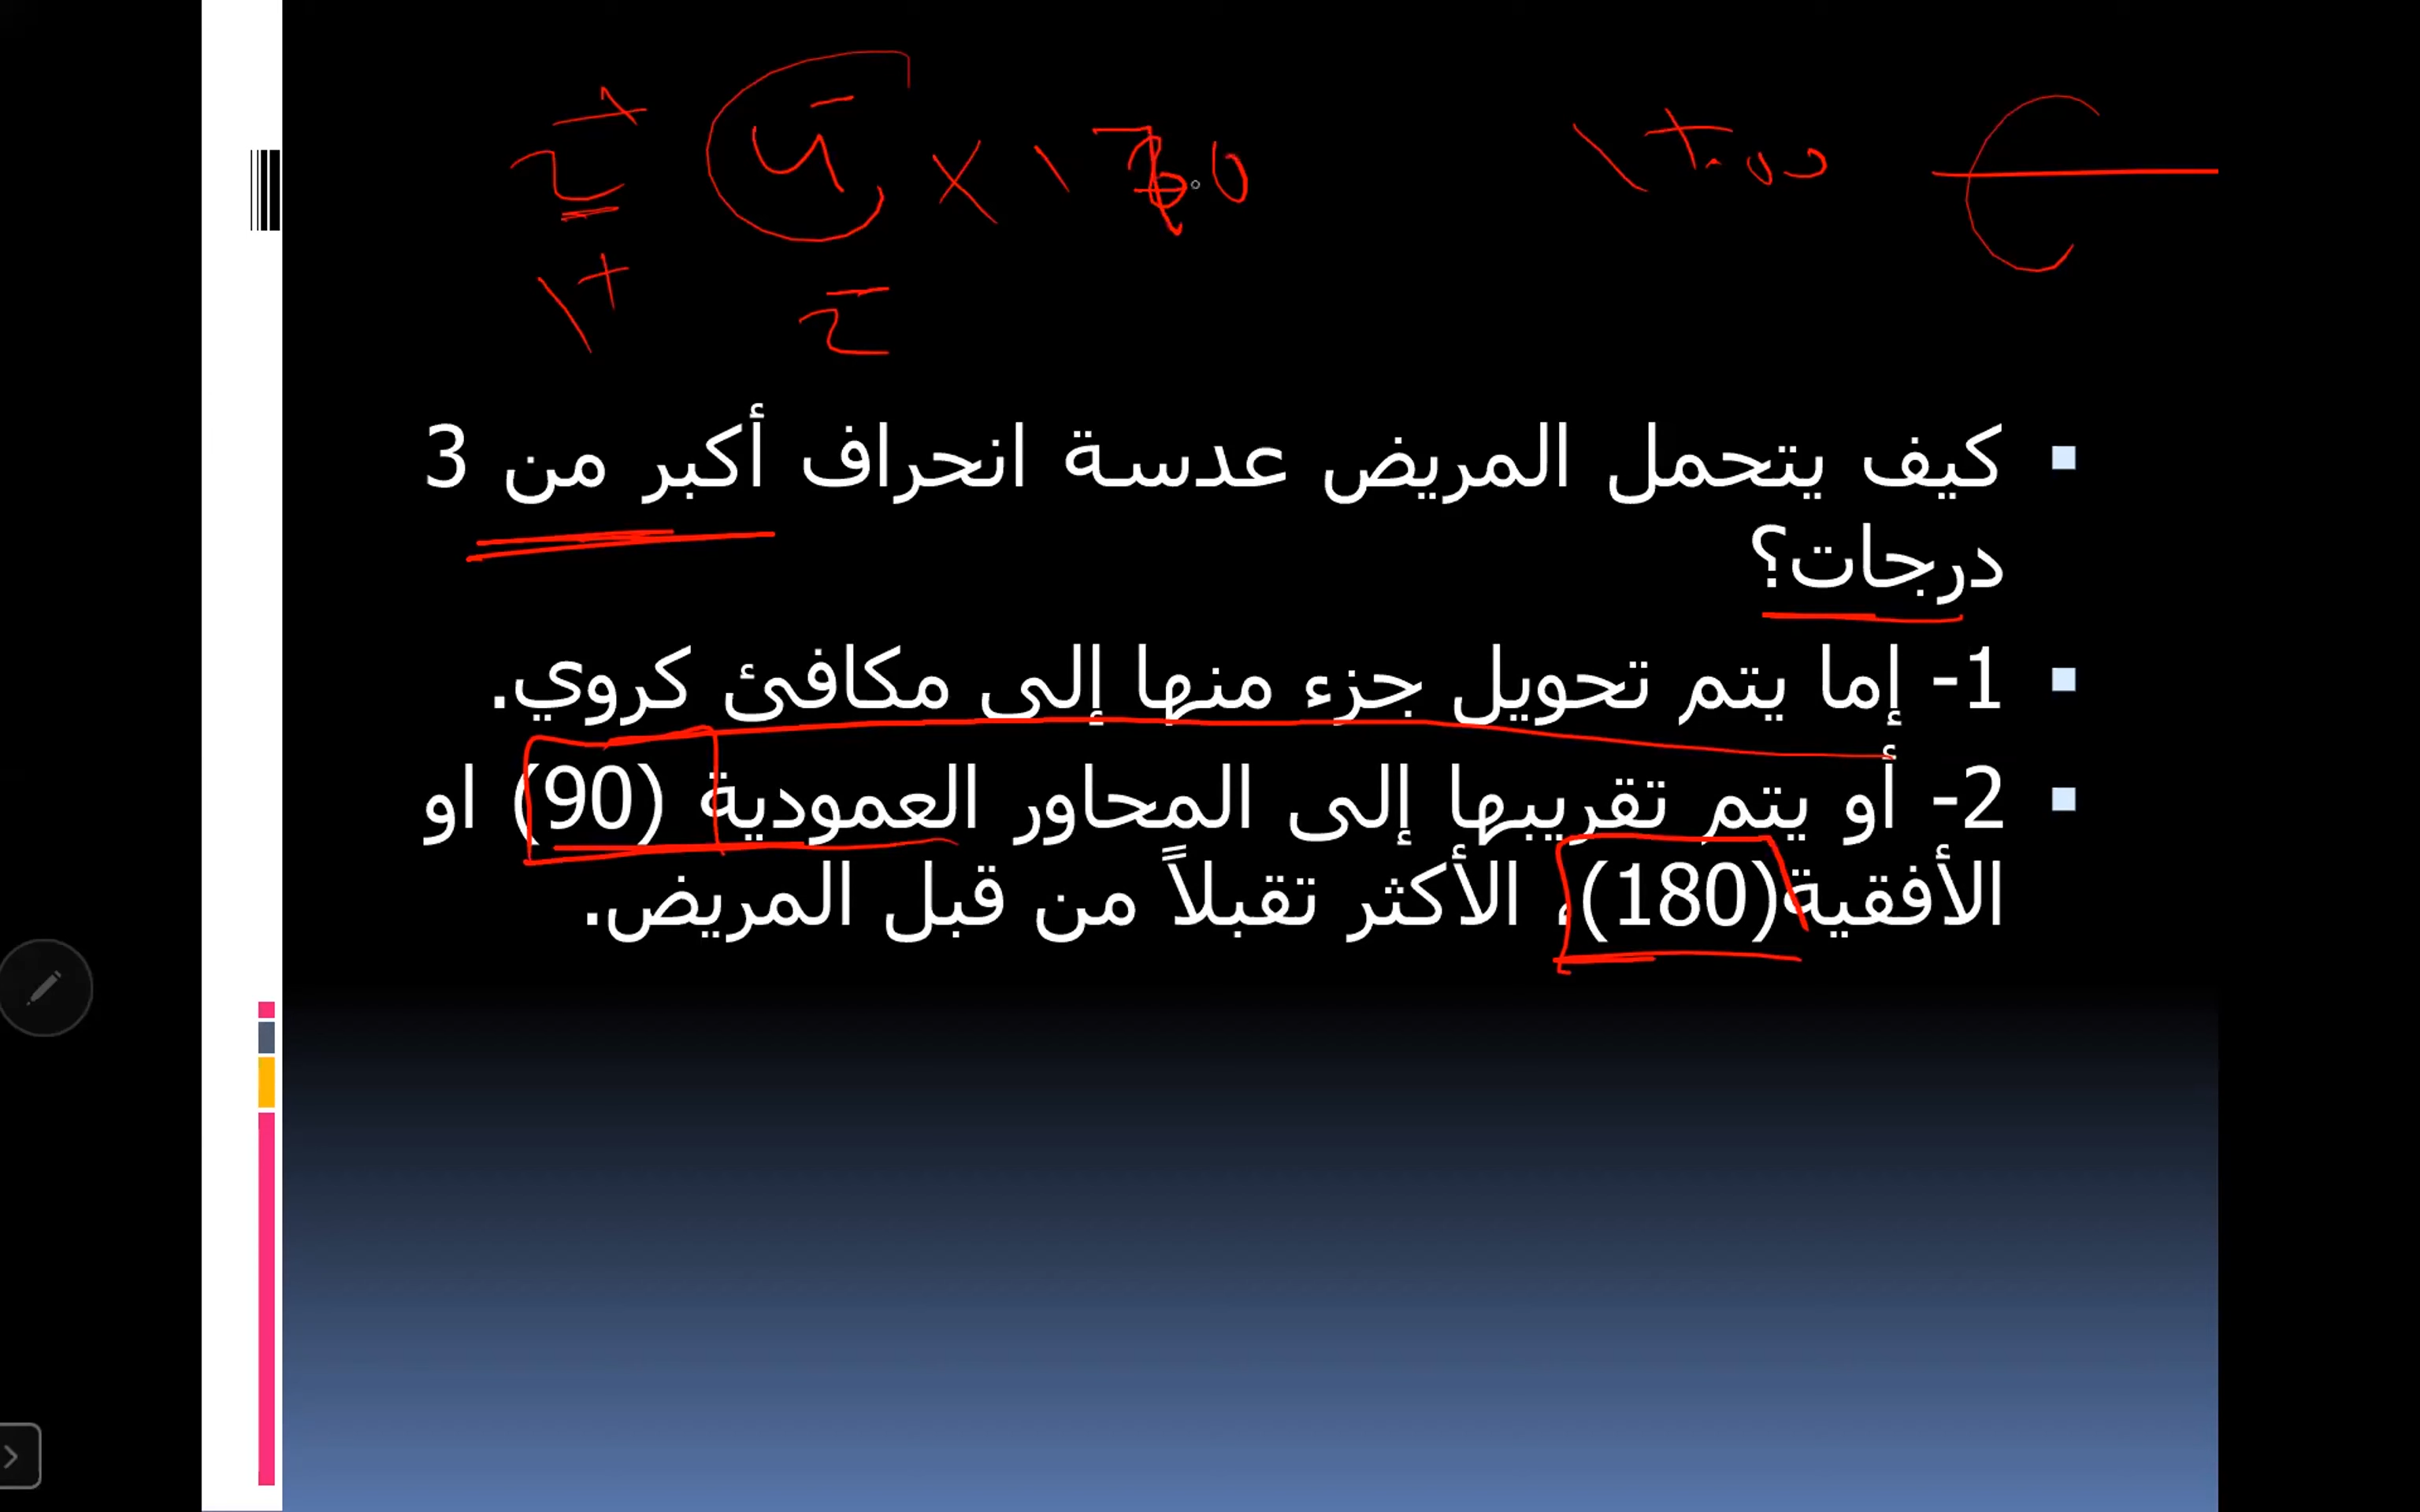 كيف يتحمل المريض عدسة انحراف أكبر من 3
درجات؟
1- إما يتم تحويل جزء منها إلى مكافئ كروي.
2- أو يتم تقريبها إلى المحاور العمودية (90) او
الأفقية(180)، الأكثر تقبلاً من قبل المريض.